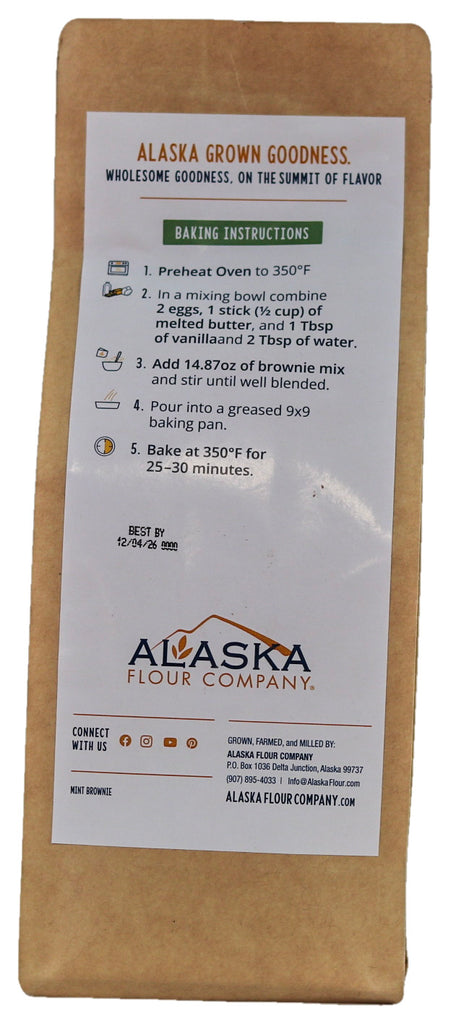 ALASKA GROWN GOODNESS.
WHOLESOME GOODNESS, ON THE SUMMIT OF FLAVOR
BAKING INSTRUCTIONS
1. Preheat Oven to 350°F
2. In a mixing bowl combine
2 eggs, 1 stick (½ cup) of
melted butter, and 1 Tbsp
of vanillaand 2 Tbsp of water.
3. Add 14.87oz of brownie mix
and stir until well blended.
4. Pour into a greased 9x9
baking pan.
5. Bake at 350°F for
25–30 minutes.
BEST BY
12/04/26 0000
ALASKA
FLOUR COMPANY®
CONNECT
WITH US
GROWN, FARMED, and MILLED BY:
ALASKA FLOUR COMPANY
P.O. Box 1036 Delta Junction, Alaska 99737
(907) 895-4033 | Info@AlaskaFlour.com
ALASKAFLOURCOMPANY.COM
MINT BROWNIE